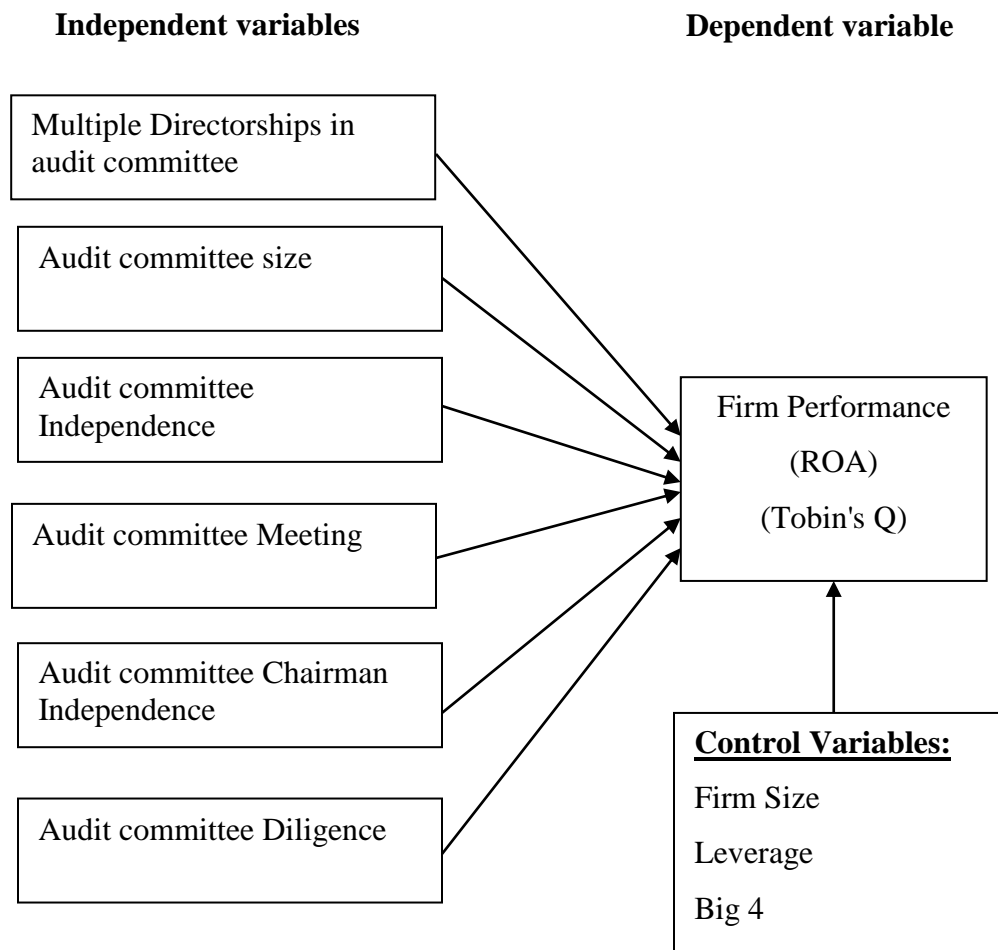 Independent variables
Dependent variable
Multiple Directorships in
audit committee
Audit committee size
Audit committee
Independence
Audit committee Meeting
Audit committee Chairman
Independence
Audit committee Diligence
Firm Performance
(ROA)
(Tobin's Q)
Control Variables:
Firm Size
Leverage
Big 4